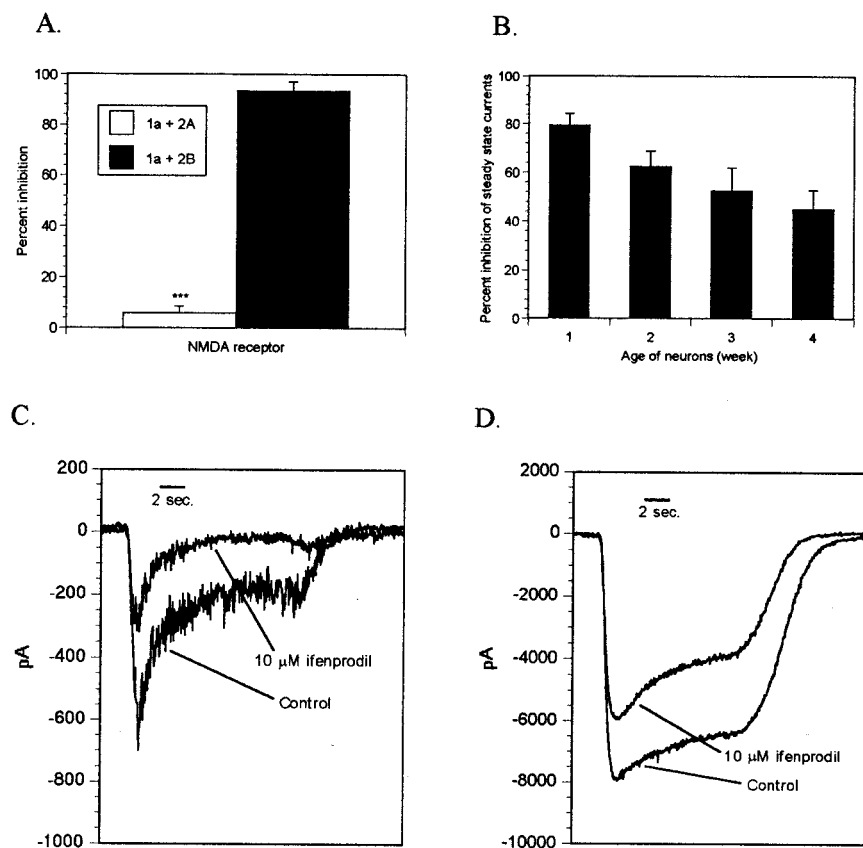 A.
100
80
60
40
20
0
Percent inhibition
1a + 2A
1a + 2B
***
NMDA receptor
B.
100
80
60
40
20
0
Percent inhibition of steady state currents
1
2
3
4
Age of neurons (week)
C.
200
0
-200
-400
-600
-800
-1000
pA
2 sec.
10 μM ifenprodil
Control
D.
2000
0
-2000
-4000
-6000
-8000
-10000
pA
2 sec.
10 μM ifenprodil
Control